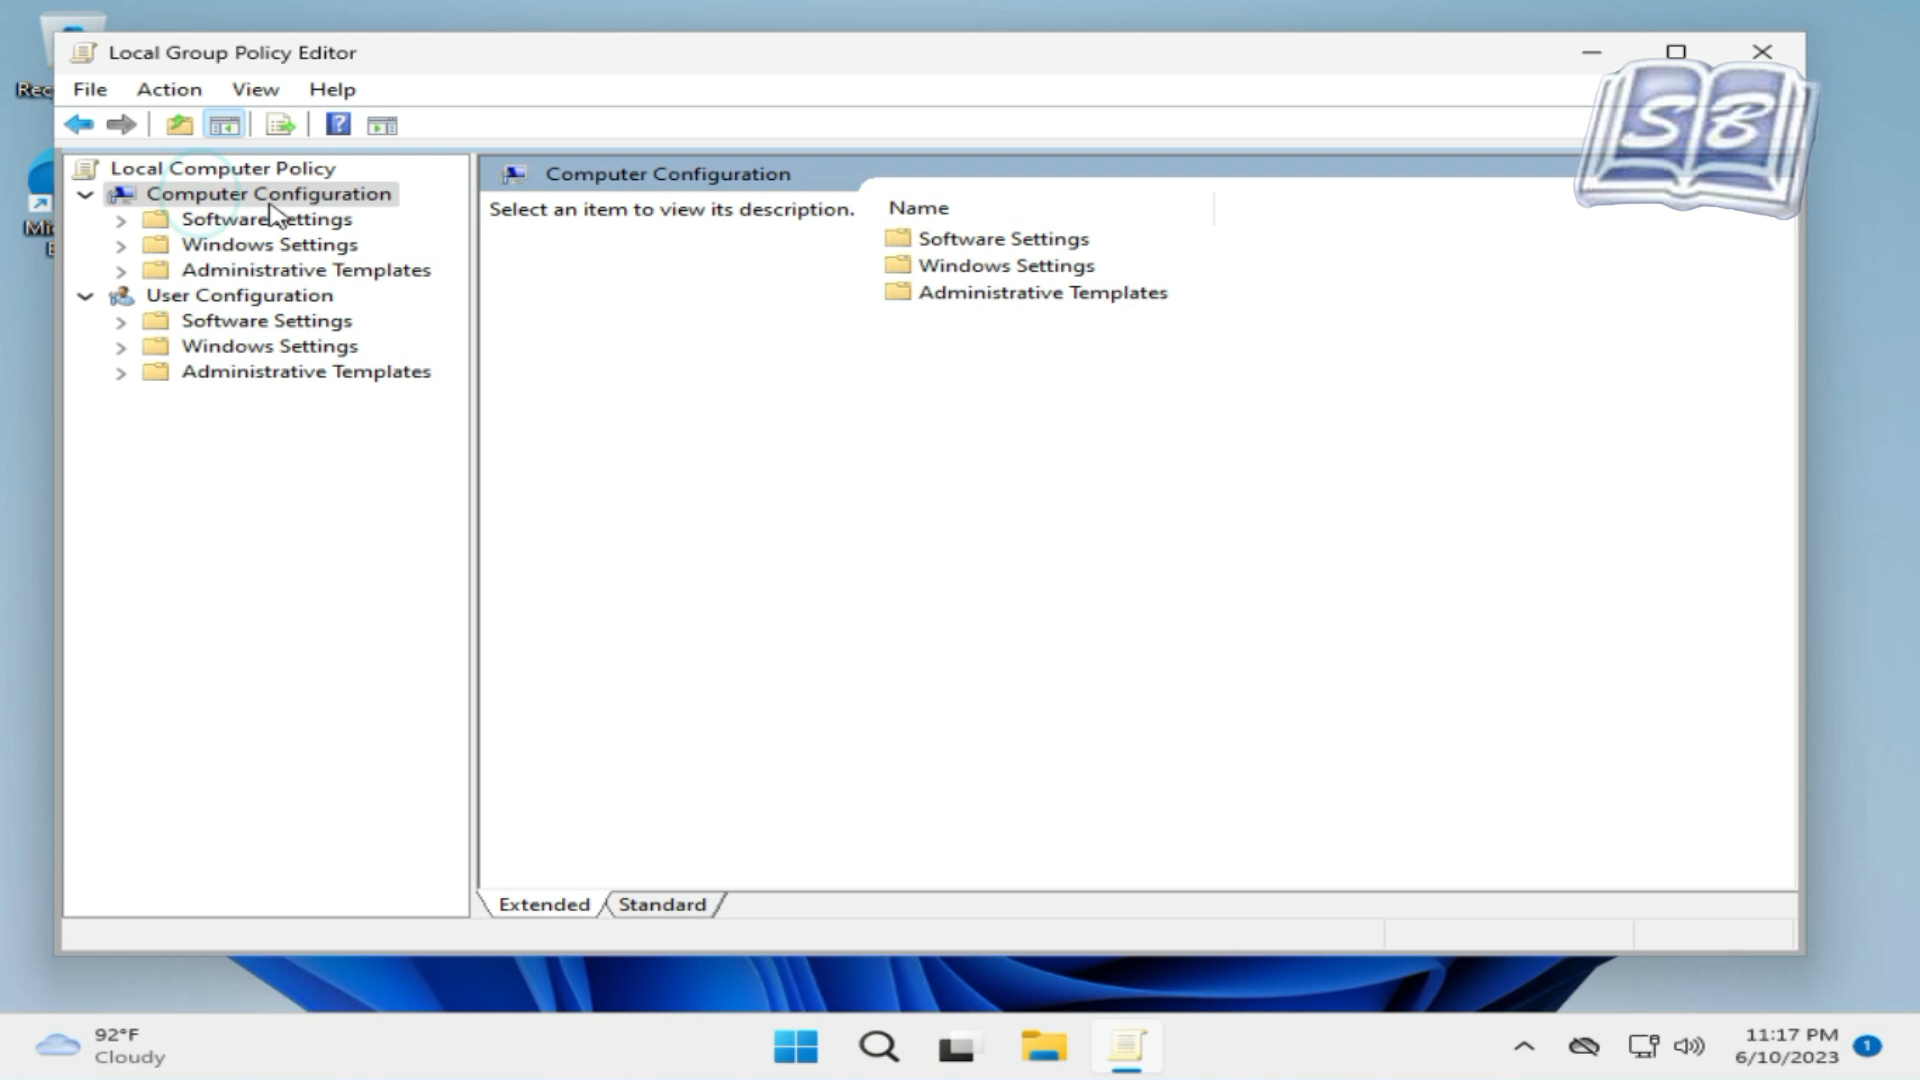 Local Group Policy Editor
File Action View Help
SB
Local Computer Policy
Computer Configuration
Software Settings
Windows Settings
Administrative Templates
User Configuration
Software Settings
Windows Settings
Administrative Templates
Computer Configuration
Select an item to view its description.
Name
Software Settings
Windows Settings
Administrative Templates
Extended Standard
92°F
Cloudy
11:17 PM
6/10/2023
1